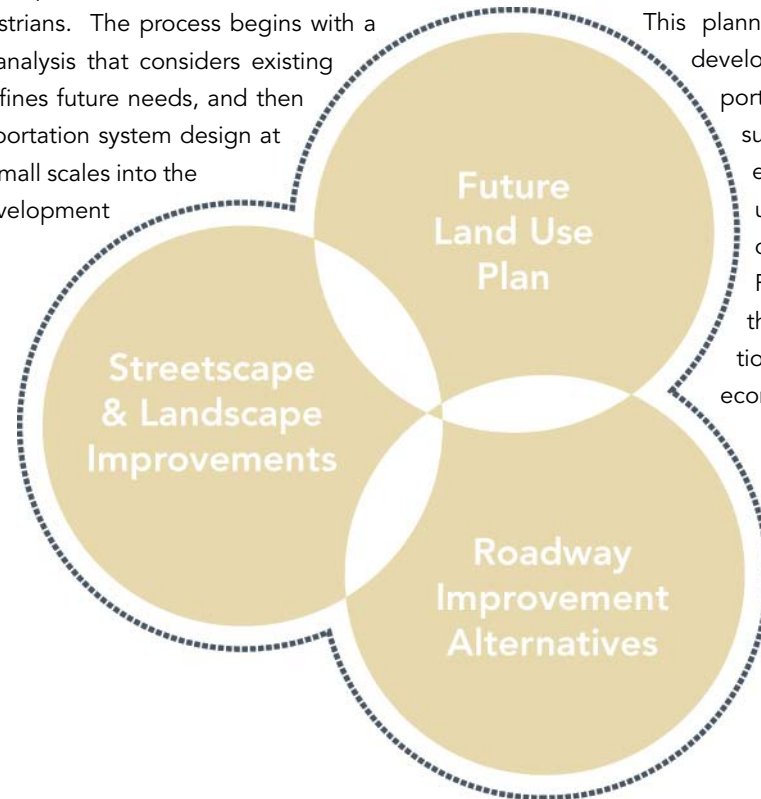 strians. The process begins with a
analysis that considers existing
fines future needs, and then
portation system design at
mall scales into the
velopment
This plann
develo
port
su
e
u
th
tio
econ
Future
Land Use
Plan
Streetscape
& Landscape
Improvements
Roadway
Improvement
Alternatives